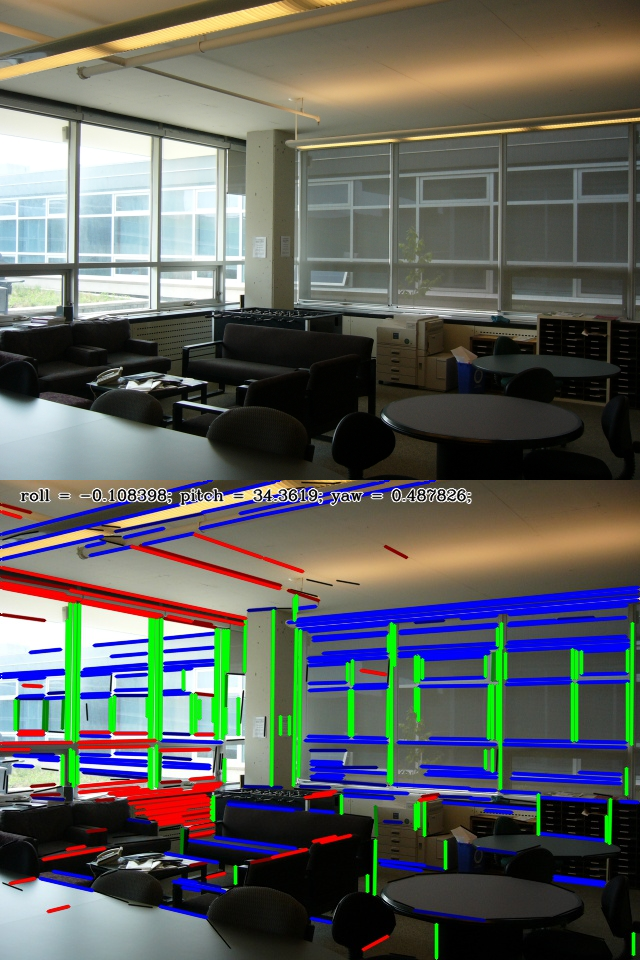 roll = −0.108398; pitch = 34.3619; yaw = 0.487826;